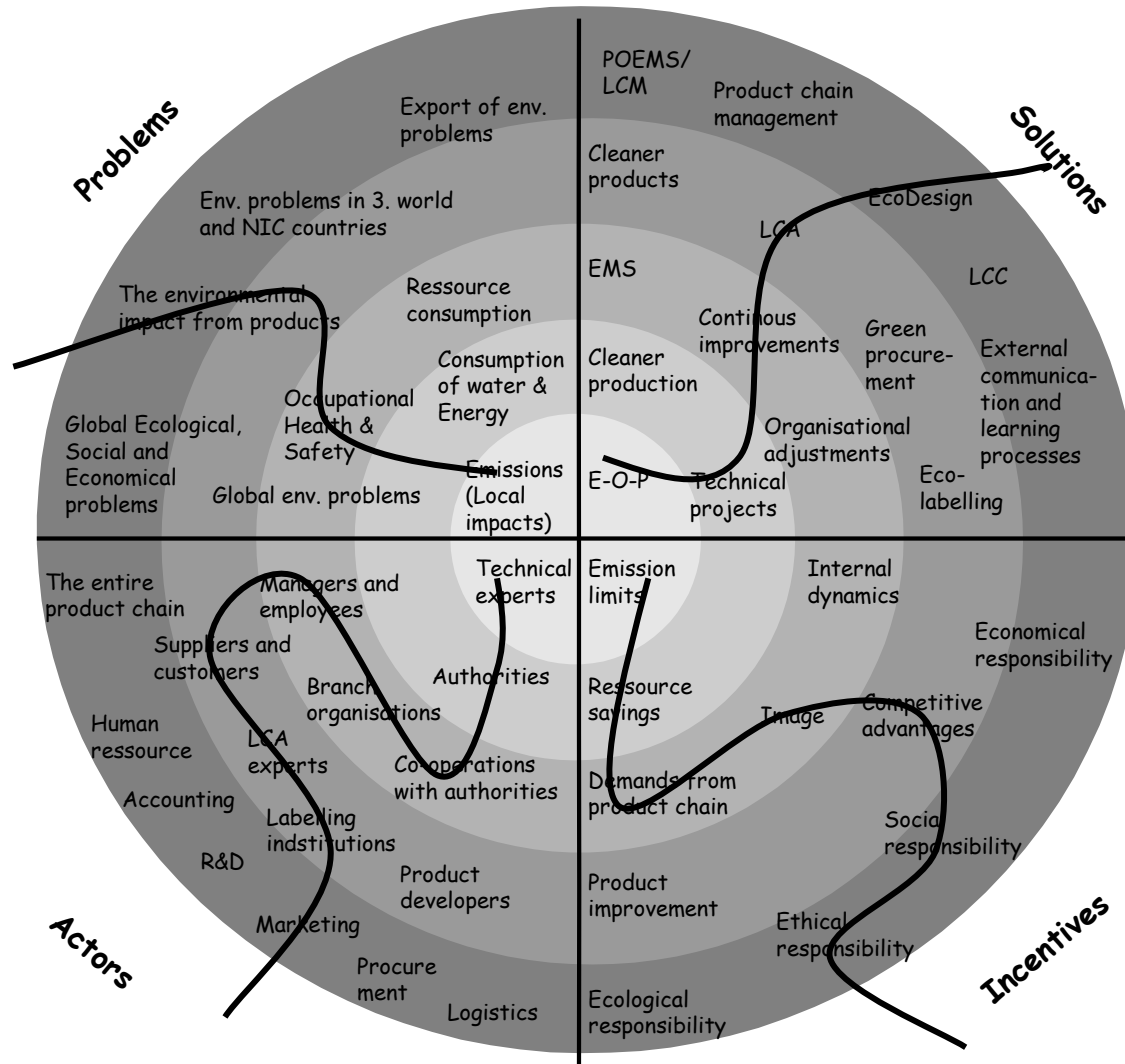 Problems
Export of env.
problems
Env. problems in 3. world
and NIC countries
The environmental
impact from products
Ressource
consumption
Consumption
of water &
Energy
Occupational
Health &
Safety
Global Ecological,
Social and
Economical
problems
Global env. problems
Emissions
(Local
impacts)
Solutions
POEMS/
LCM
Product chain
management
Cleaner
products
EcoDesign
LCA
EMS
LCC
Continous
improvements
Green
procure-
ment
External
communica-
tion and
learning
processes
Cleaner
production
Organisational
adjustments
E-O-P
Technical
projects
Eco-
labelling
Actors
The entire
product chain
Managers and
employees
Technical
experts
Suppliers and
customers
Branch
organisations
Authorities
Human
ressource
LCA
experts
Co-operations
with authorities
Accounting
Labelling
indstitutions
R&D
Product
developers
Marketing
Procure
ment
Logistics
Incentives
Emission
limits
Internal
dynamics
Economical
responsibility
Ressource
savings
Image
Competitive
advantages
Demands from
product chain
Social
responsibility
Product
improvement
Ethical
responsibility
Ecological
responsibility